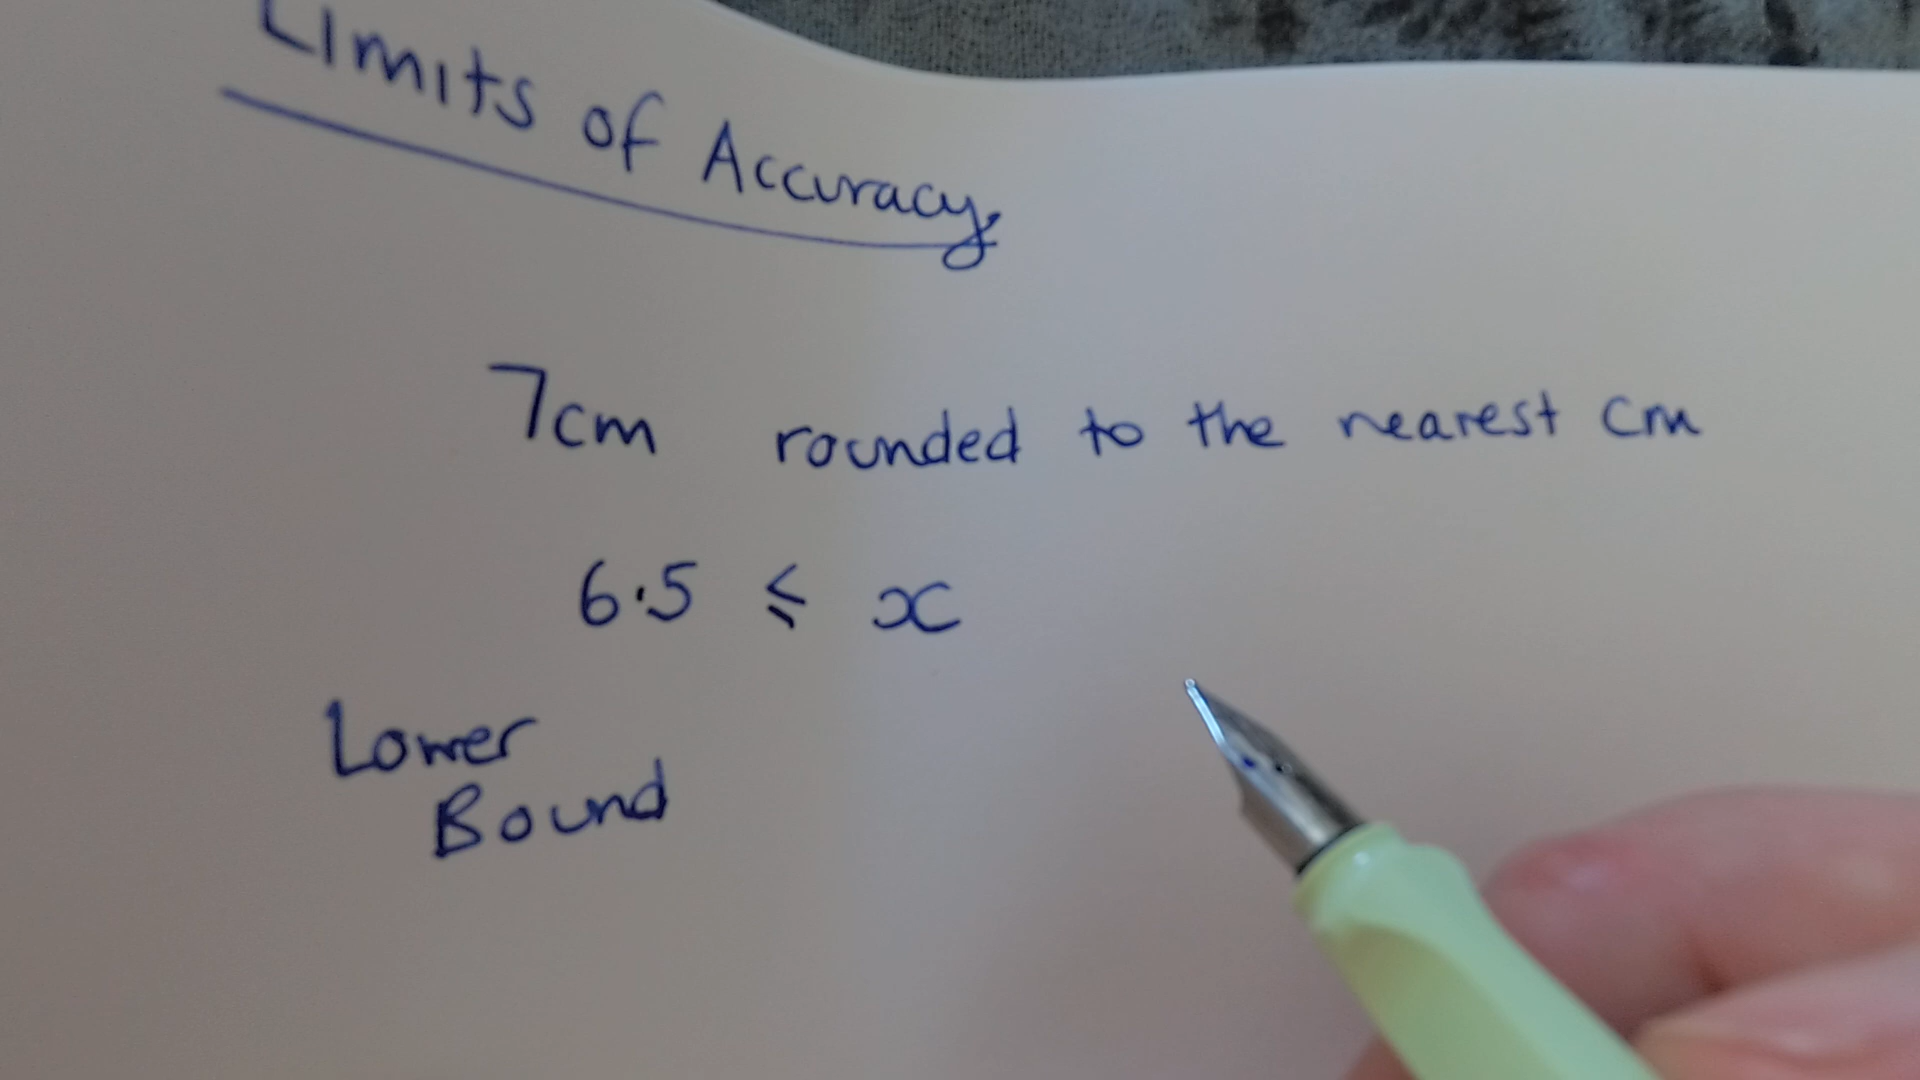 Limits of Accuracy
7cm rounded to the nearest cm
6.5 ⩽ x
Lower
Bound